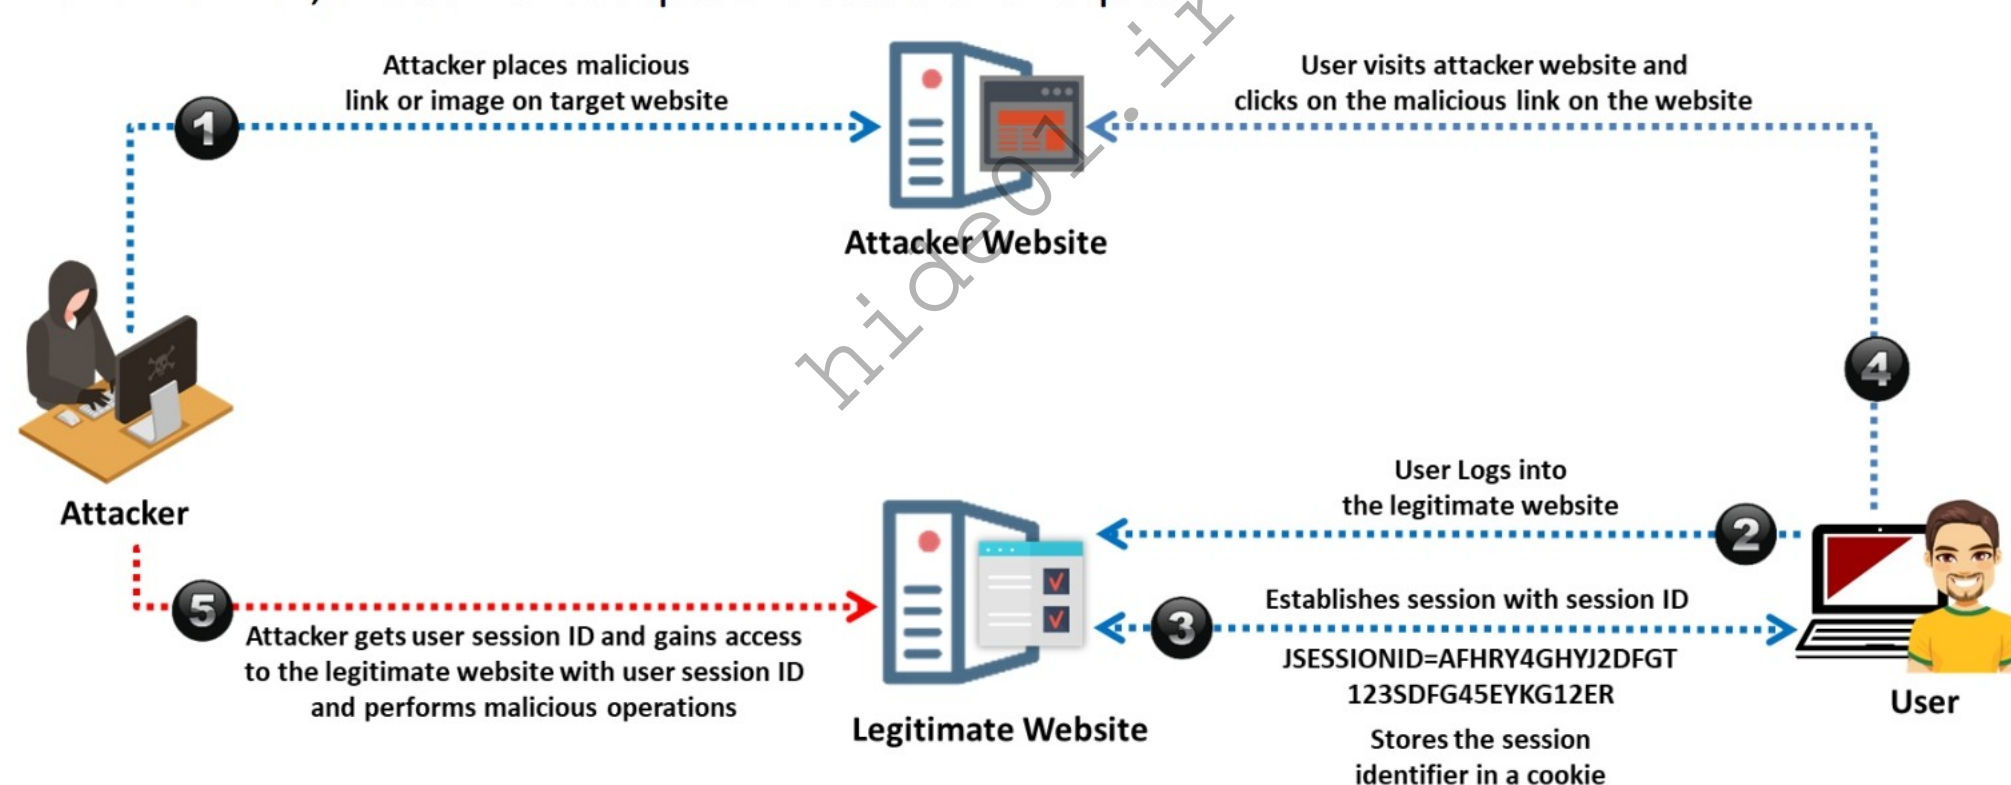 Attacker places malicious
link or image on target website
1
User visits attacker website and
clicks on the malicious link on the website
Attacker Website
hide01.ir
4
Attacker
User Logs into
the legitimate website
2
5
Attacker gets user session ID and gains access
to the legitimate website with user session ID
and performs malicious operations
Legitimate Website
3
Establishes session with session ID
JSESSIONID=AFHRY4GHYJ2DFGT
123SDFG45EYKG12ER
Stores the session
identifier in a cookie
User